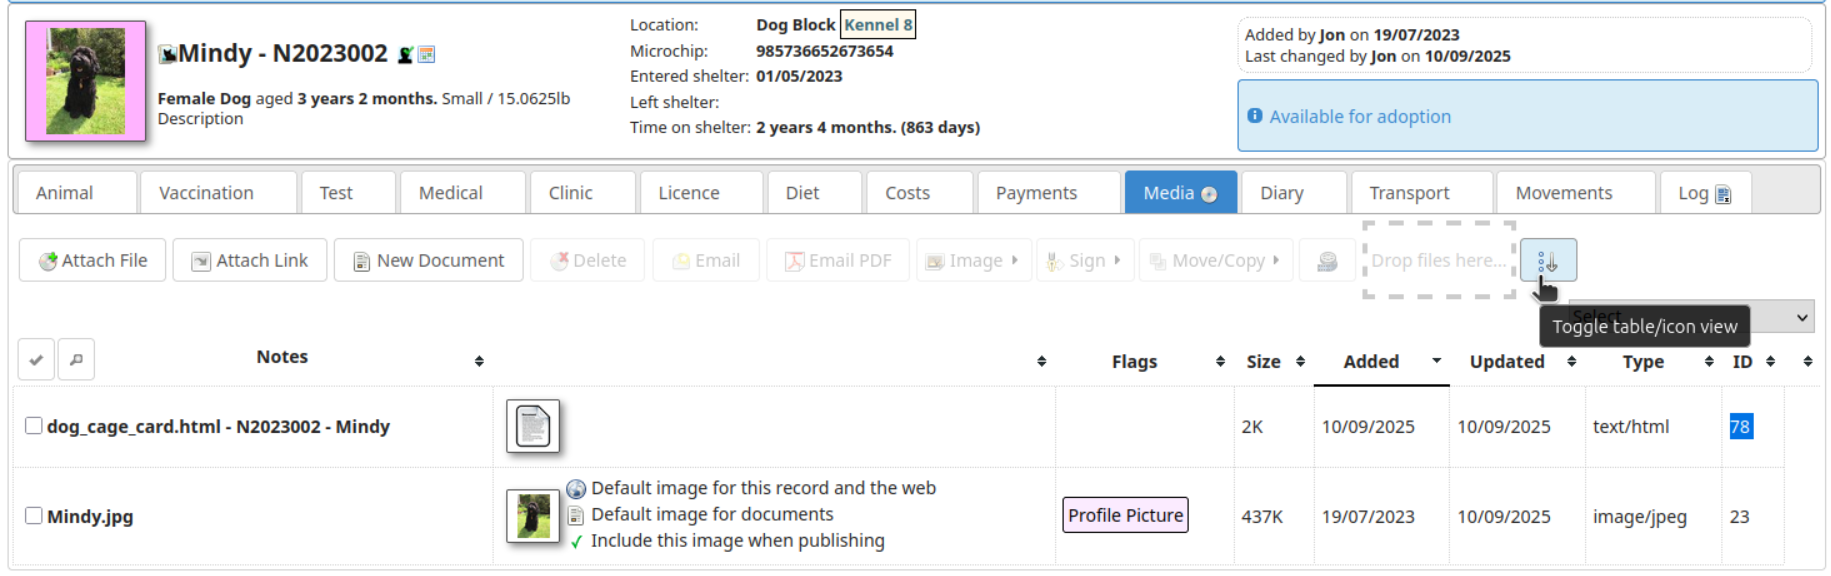 Mindy - N2023002
Female Dog aged 3 years 2 months. Small / 15.0625lb
Description
Location: Dog Block Kennel 8
Microchip: 985736652673654
Entered shelter: 01/05/2023
Left shelter:
Time on shelter: 2 years 4 months. (863 days)
Added by Jon on 19/07/2023
Last changed by Jon on 10/09/2025
Available for adoption
Animal Vaccination Test Medical Clinic Licence Diet Costs Payments Media Diary Transport Movements Log
Attach File Attach Link New Document Delete Email Email PDF Image Sign Move/Copy Drop files here...
Select
Toggle table/icon view
Notes Flags Size Added Updated Type ID
dog_cage_card.html - N2023002 - Mindy 2K 10/09/2025 10/09/2025 text/html 78
Default image for this record and the web
Mindy.jpg Default image for documents Profile Picture 437K 19/07/2023 10/09/2025 image/jpeg 23
Include this image when publishing